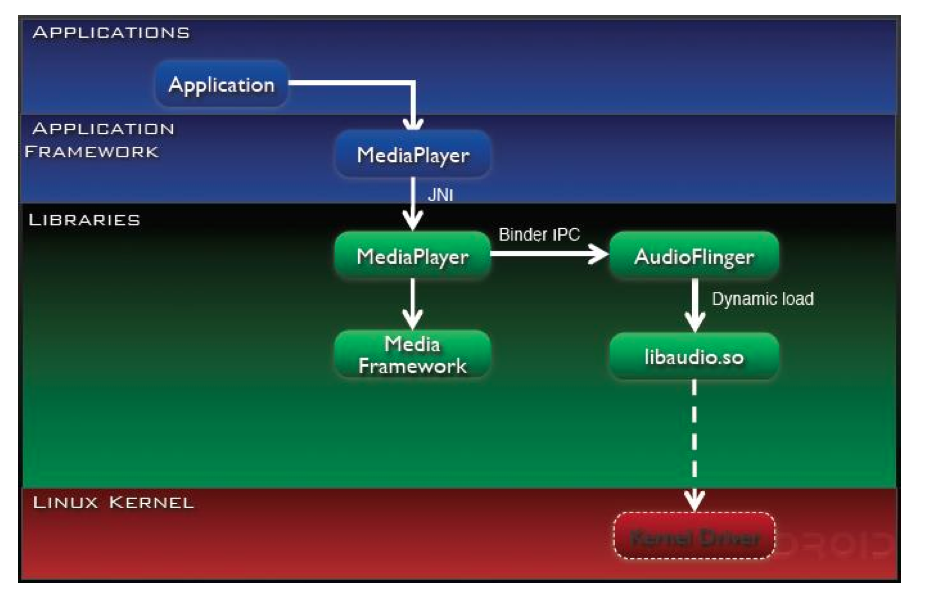 APPLICATIONS
Application
APPLICATION
FRAMEWORK
MediaPlayer
JNI
LIBRARIES
MediaPlayer
Binder IPC
AudioFlinger
Dynamic load
Media
Framework
libaudio.so
LINUX KERNEL
Kernel Driver
DROID